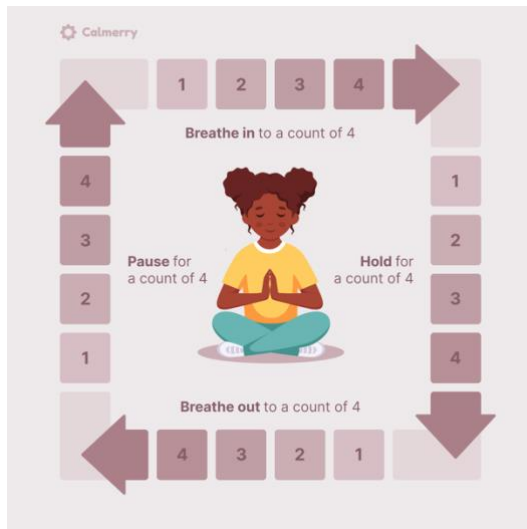 Calmerry
1 2 3 4
Breathe in to a count of 4
1
2
3
4
Hold for
a count of 4
Breathe out to a count of 4
4 3 2 1
4
3
2
1
Pause for
a count of 4